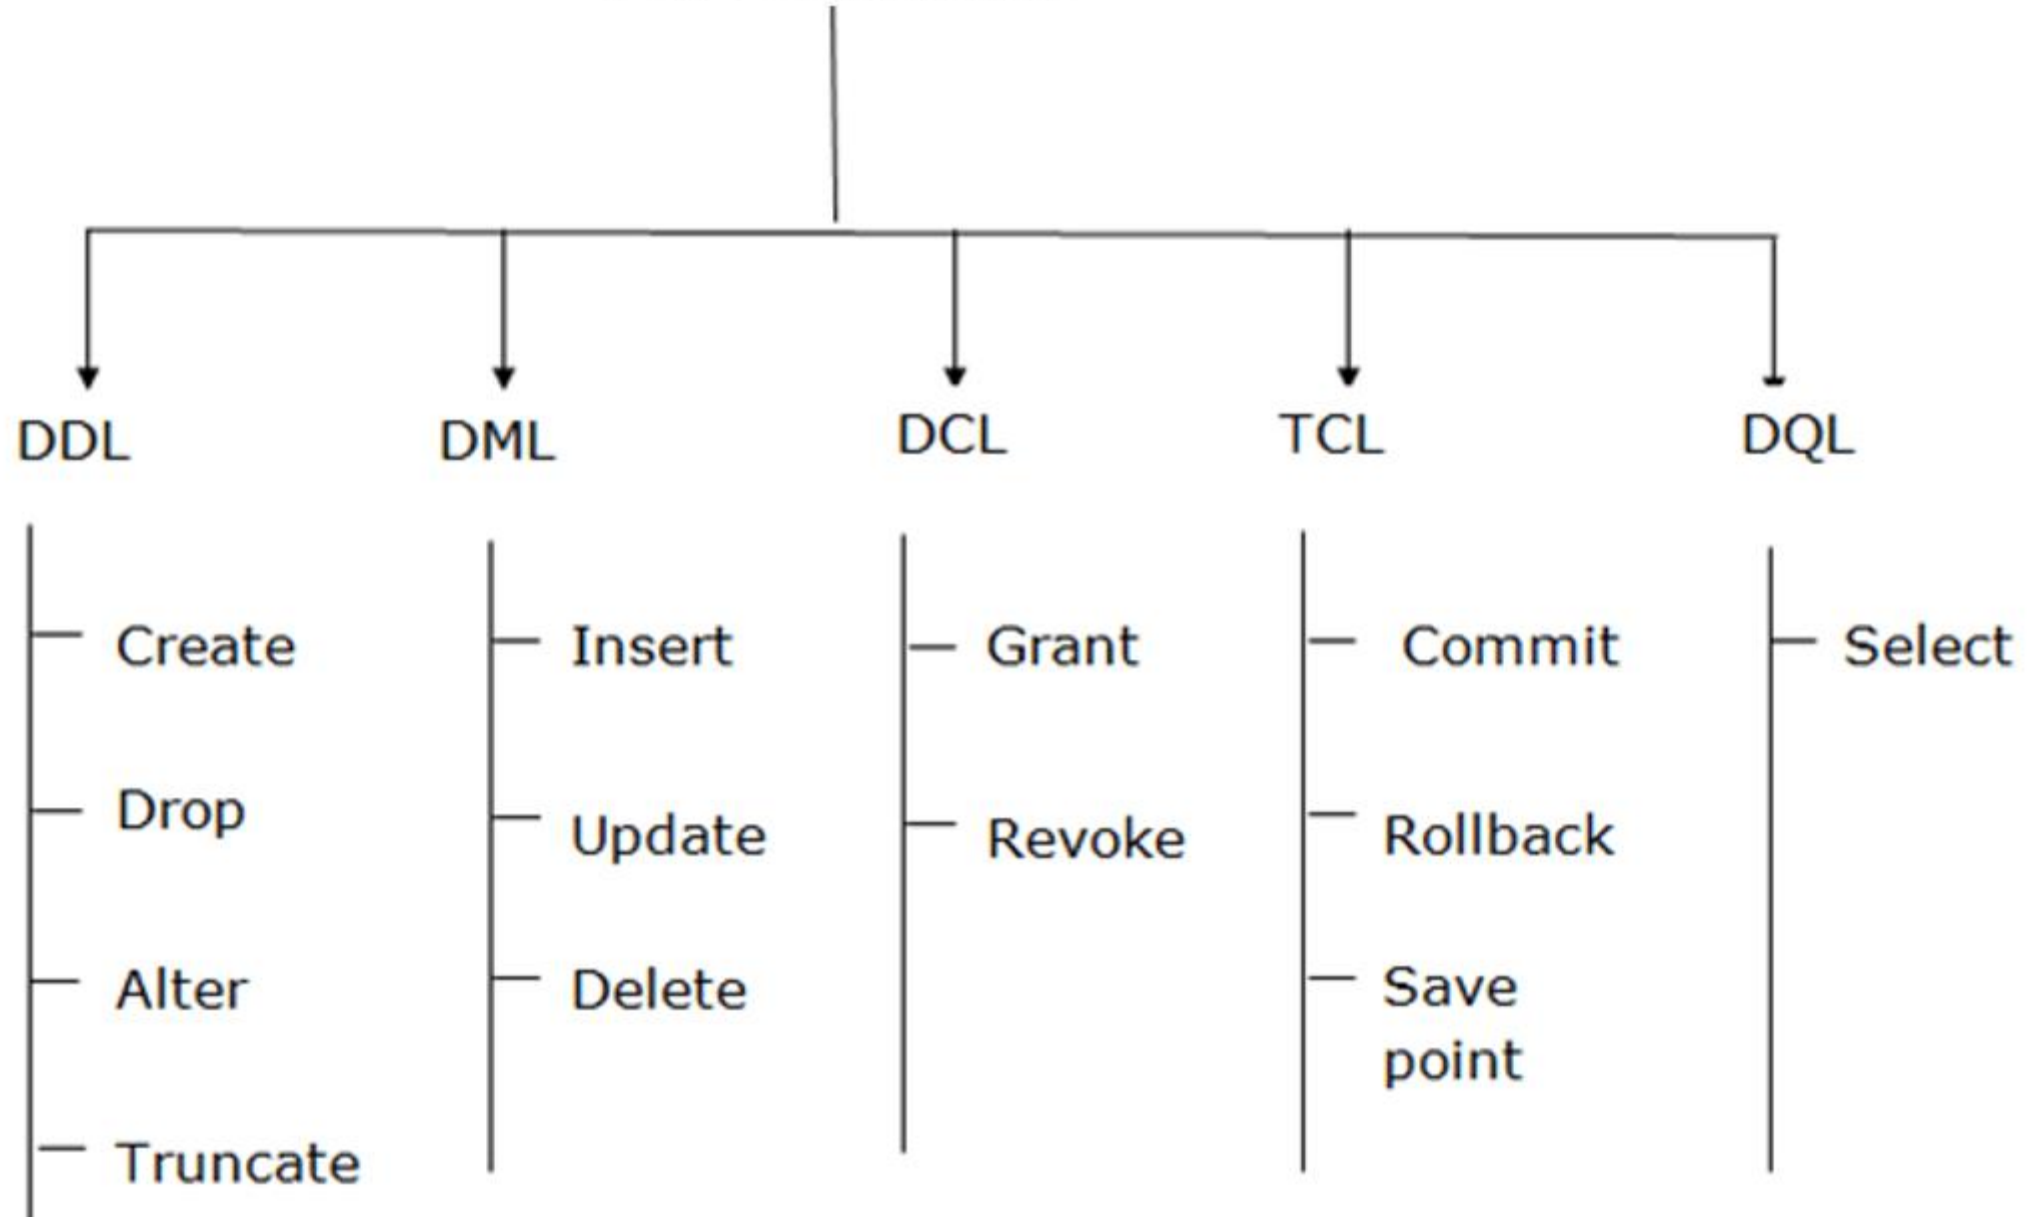 DDL
DML
DCL
TCL
DQL
Create
Drop
Alter
Truncate
Insert
Update
Delete
Grant
Revoke
Commit
Rollback
Save
point
Select